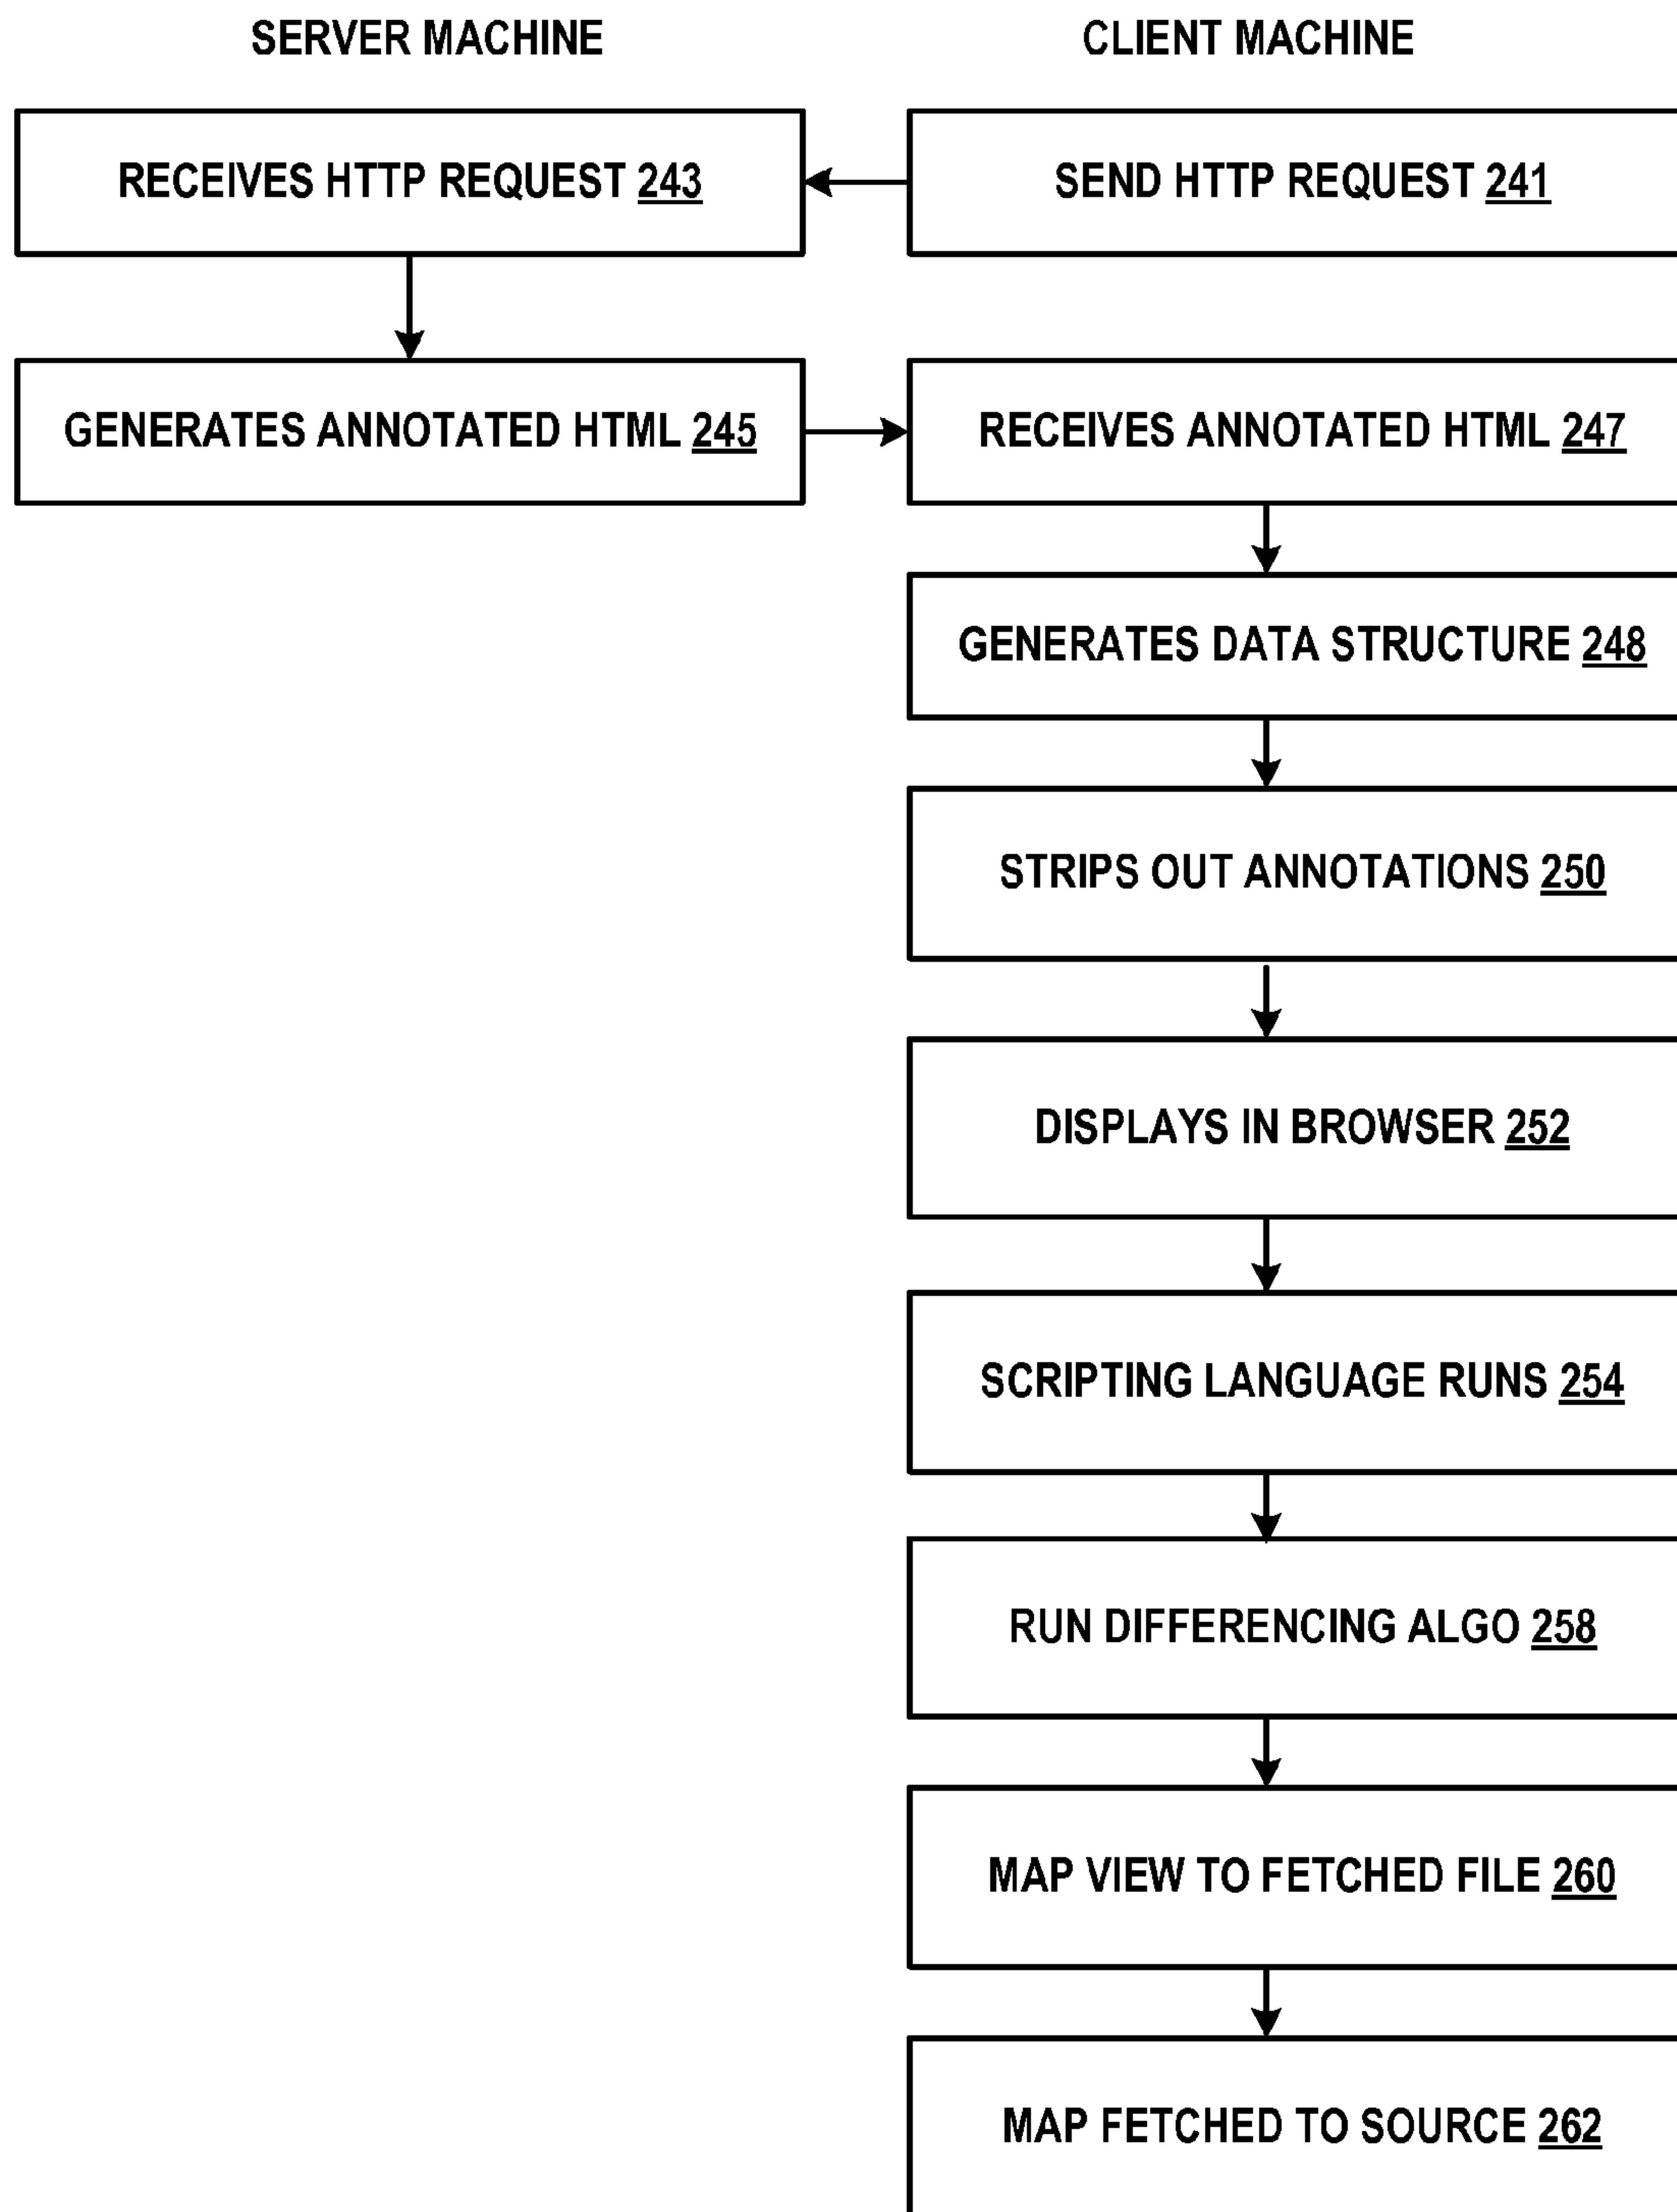 SERVER MACHINE
CLIENT MACHINE
RECEIVES HTTP REQUEST 243
SEND HTTP REQUEST 241
GENERATES ANNOTATED HTML 245
RECEIVES ANNOTATED HTML 247
GENERATES DATA STRUCTURE 248
STRIPS OUT ANNOTATIONS 250
DISPLAYS IN BROWSER 252
SCRIPTING LANGUAGE RUNS 254
RUN DIFFERENCING ALGO 258
MAP VIEW TO FETCHED FILE 260
MAP FETCHED TO SOURCE 262